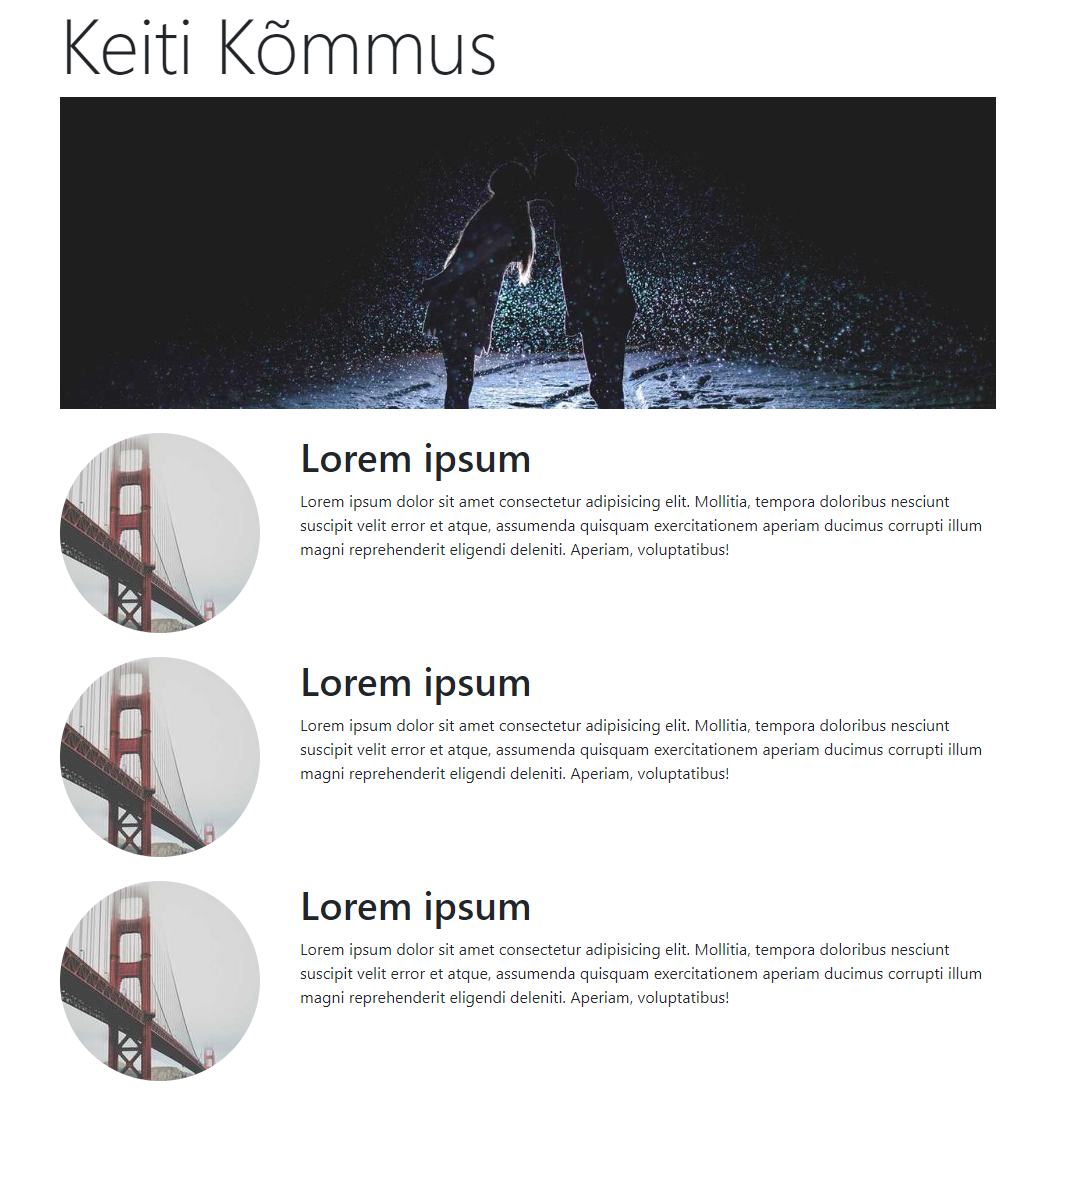 Keiti Kõmmus
Lorem ipsum
Lorem ipsum dolor sit amet consectetur adipisicing elit. Mollitia, tempora doloribus nesciunt
suscipit velit error et atque, assumenda quisquam exercitationem aperiam ducimus corrupti illum
magni reprehenderit eligendi deleniti. Aperiam, voluptatibus!
Lorem ipsum
Lorem ipsum dolor sit amet consectetur adipisicing elit. Mollitia, tempora doloribus nesciunt
suscipit velit error et atque, assumenda quisquam exercitationem aperiam ducimus corrupti illum
magni reprehenderit eligendi deleniti. Aperiam, voluptatibus!
Lorem ipsum
Lorem ipsum dolor sit amet consectetur adipisicing elit. Mollitia, tempora doloribus nesciunt
suscipit velit error et atque, assumenda quisquam exercitationem aperiam ducimus corrupti illum
magni reprehenderit eligendi deleniti. Aperiam, voluptatibus!